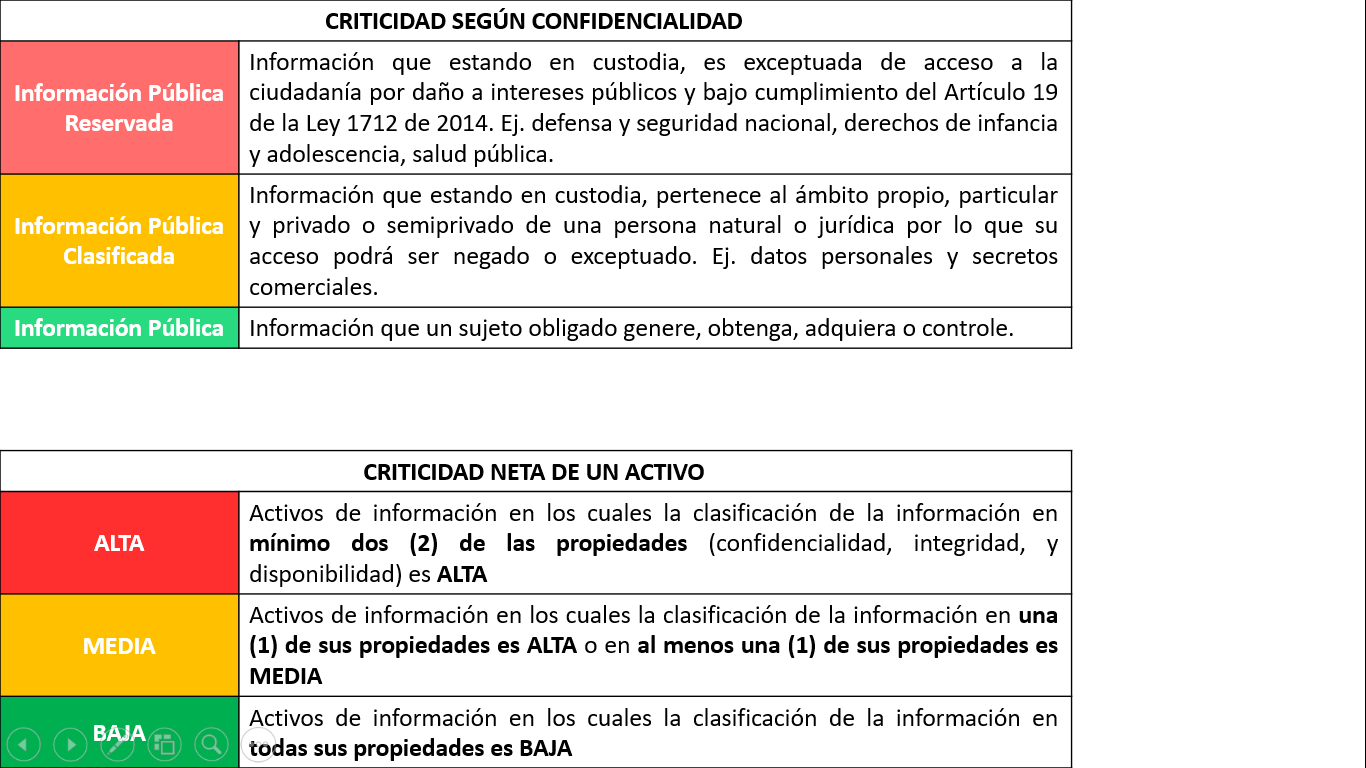 CRITICIDAD SEGÚN CONFIDENCIALIDAD
Información Pública
Reservada
Información que estando en custodia, es exceptuada de acceso a la
ciudadanía por daño a intereses públicos y bajo cumplimiento del Artículo 19
de la Ley 1712 de 2014. Ej. defensa y seguridad nacional, derechos de infancia
y adolescencia, salud pública.
Información Pública
Clasificada
Información que estando en custodia, pertenece al ámbito propio, particular
y privado o semiprivado de una persona natural o jurídica por lo que su
acceso podrá ser negado o exceptuado. Ej. datos personales y secretos
comerciales.
Información Pública
Información que un sujeto obligado genere, obtenga, adquiera o controle.
CRITICIDAD NETA DE UN ACTIVO
ALTA
Activos de información en los cuales la clasificación de la información en
mínimo dos (2) de las propiedades (confidencialidad, integridad, y
disponibilidad) es ALTA
MEDIA
Activos de información en los cuales la clasificación de la información en una
(1) de sus propiedades es ALTA o en al menos una (1) de sus propiedades es
MEDIA
BAJA
Activos de información en los cuales la clasificación de la información en
todas sus propiedades es BAJA